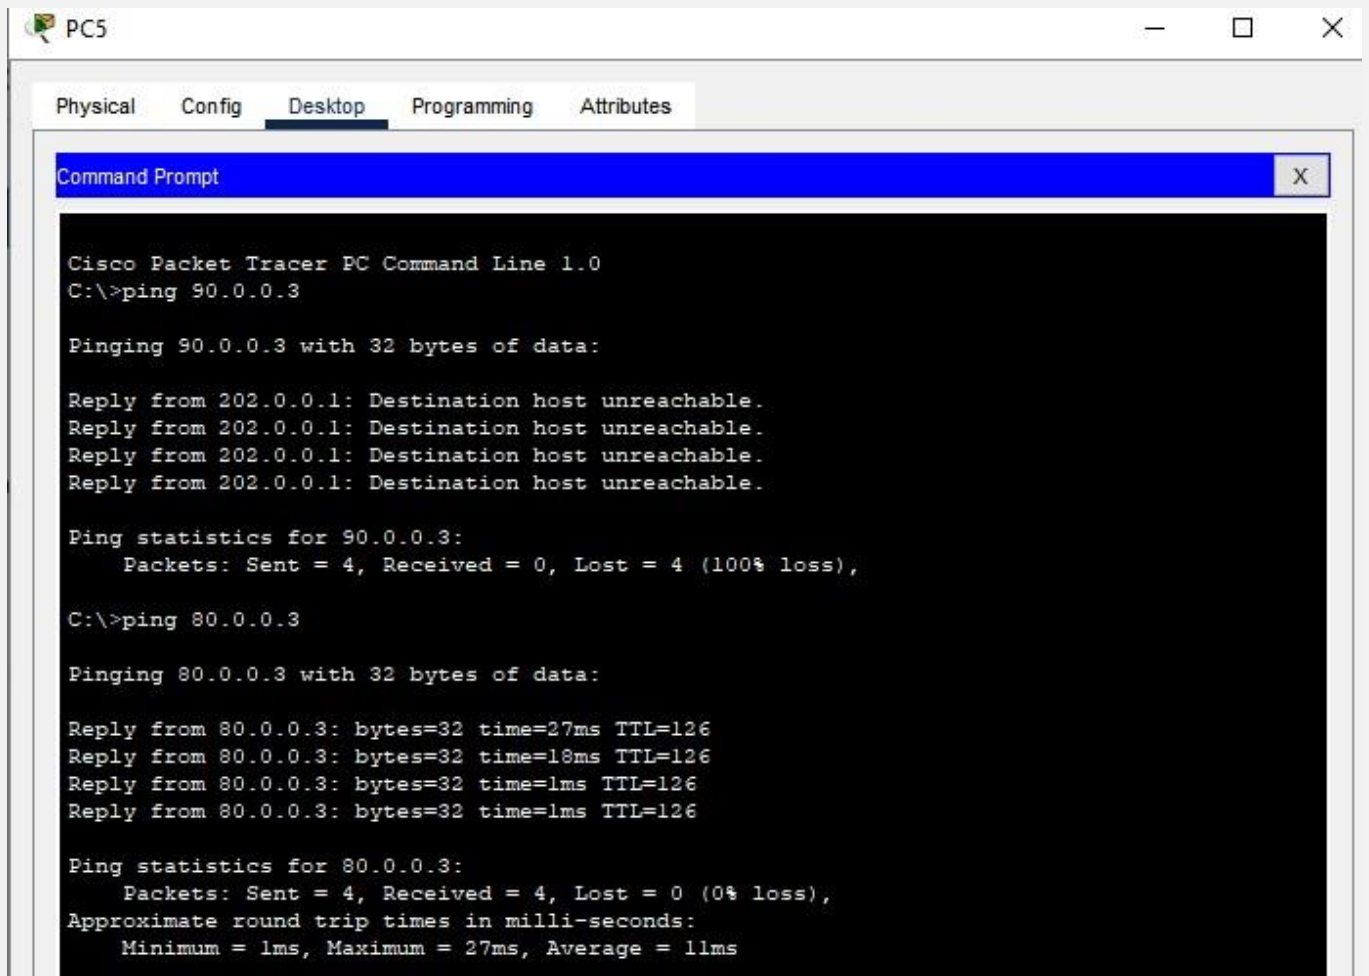 PC5
Physical Config Desktop Programming Attributes
Command Prompt X
Cisco Packet Tracer PC Command Line 1.0
C:\>ping 90.0.0.3
Pinging 90.0.0.3 with 32 bytes of data:
Reply from 202.0.0.1: Destination host unreachable.
Reply from 202.0.0.1: Destination host unreachable.
Reply from 202.0.0.1: Destination host unreachable.
Reply from 202.0.0.1: Destination host unreachable.
Ping statistics for 90.0.0.3:
Packets: Sent = 4, Received = 0, Lost = 4 (100% loss),
C:\>ping 80.0.0.3
Pinging 80.0.0.3 with 32 bytes of data:
Reply from 80.0.0.3: bytes=32 time=27ms TTL=126
Reply from 80.0.0.3: bytes=32 time=18ms TTL=126
Reply from 80.0.0.3: bytes=32 time=1ms TTL=126
Reply from 80.0.0.3: bytes=32 time=1ms TTL=126
Ping statistics for 80.0.0.3:
Packets: Sent = 4, Received = 4, Lost = 0 (0% loss),
Approximate round trip times in milli-seconds:
Minimum = 1ms, Maximum = 27ms, Average = 11ms